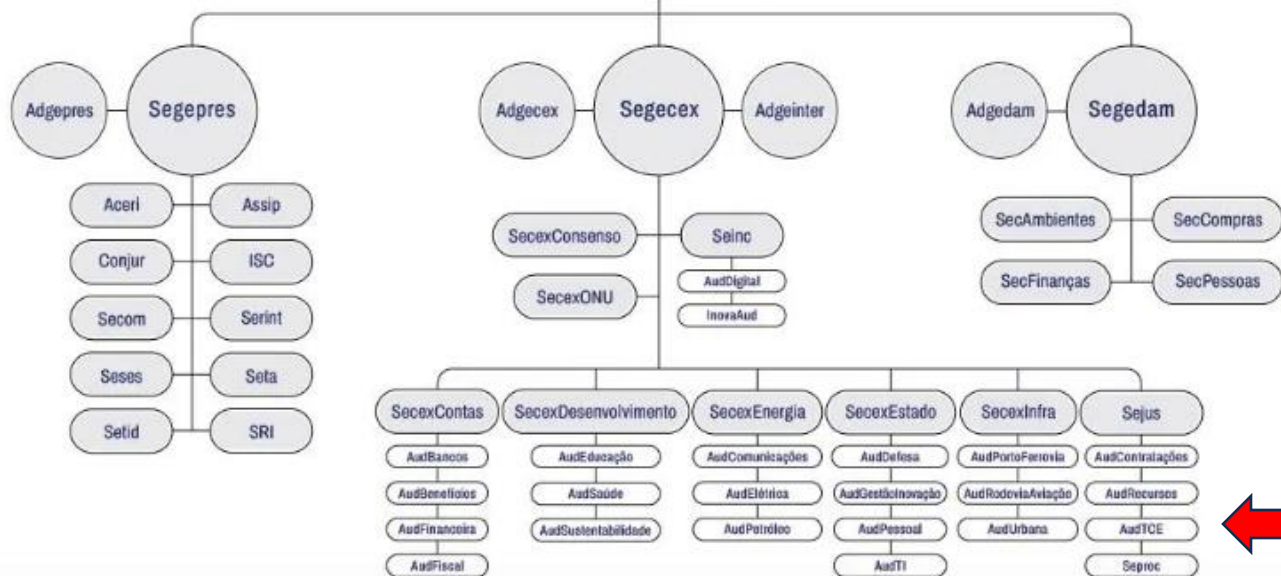 Adgepres Segepres Adgecex Segecex Adgeinter Adgedam Segedam
Aceri Assip
Conjur ISC
Secom Serint
Seses Seta
Setid SRI
SecexConsenso Seinc
AudDigital
SecexONU
InovaAud
SecAmbientes SecCompras
SecFinanças SecPessoas
SecexContas SecexDesenvolvimento SecexEnergia SecexEstado SecexInfra Sejus
AudBancos AudEducação AudComunicações AudDefesa AudPortoFerrovia AudContratações
AudBenefícios AudSaúde AudElétrica AudGestãoInovação AudRodoviaAviação AudRecursos
AudFinanceira AudSustentabilidade AudPetróleo AudPessoal AudUrbana AudTCE
AudFiscal AudTI Seproc